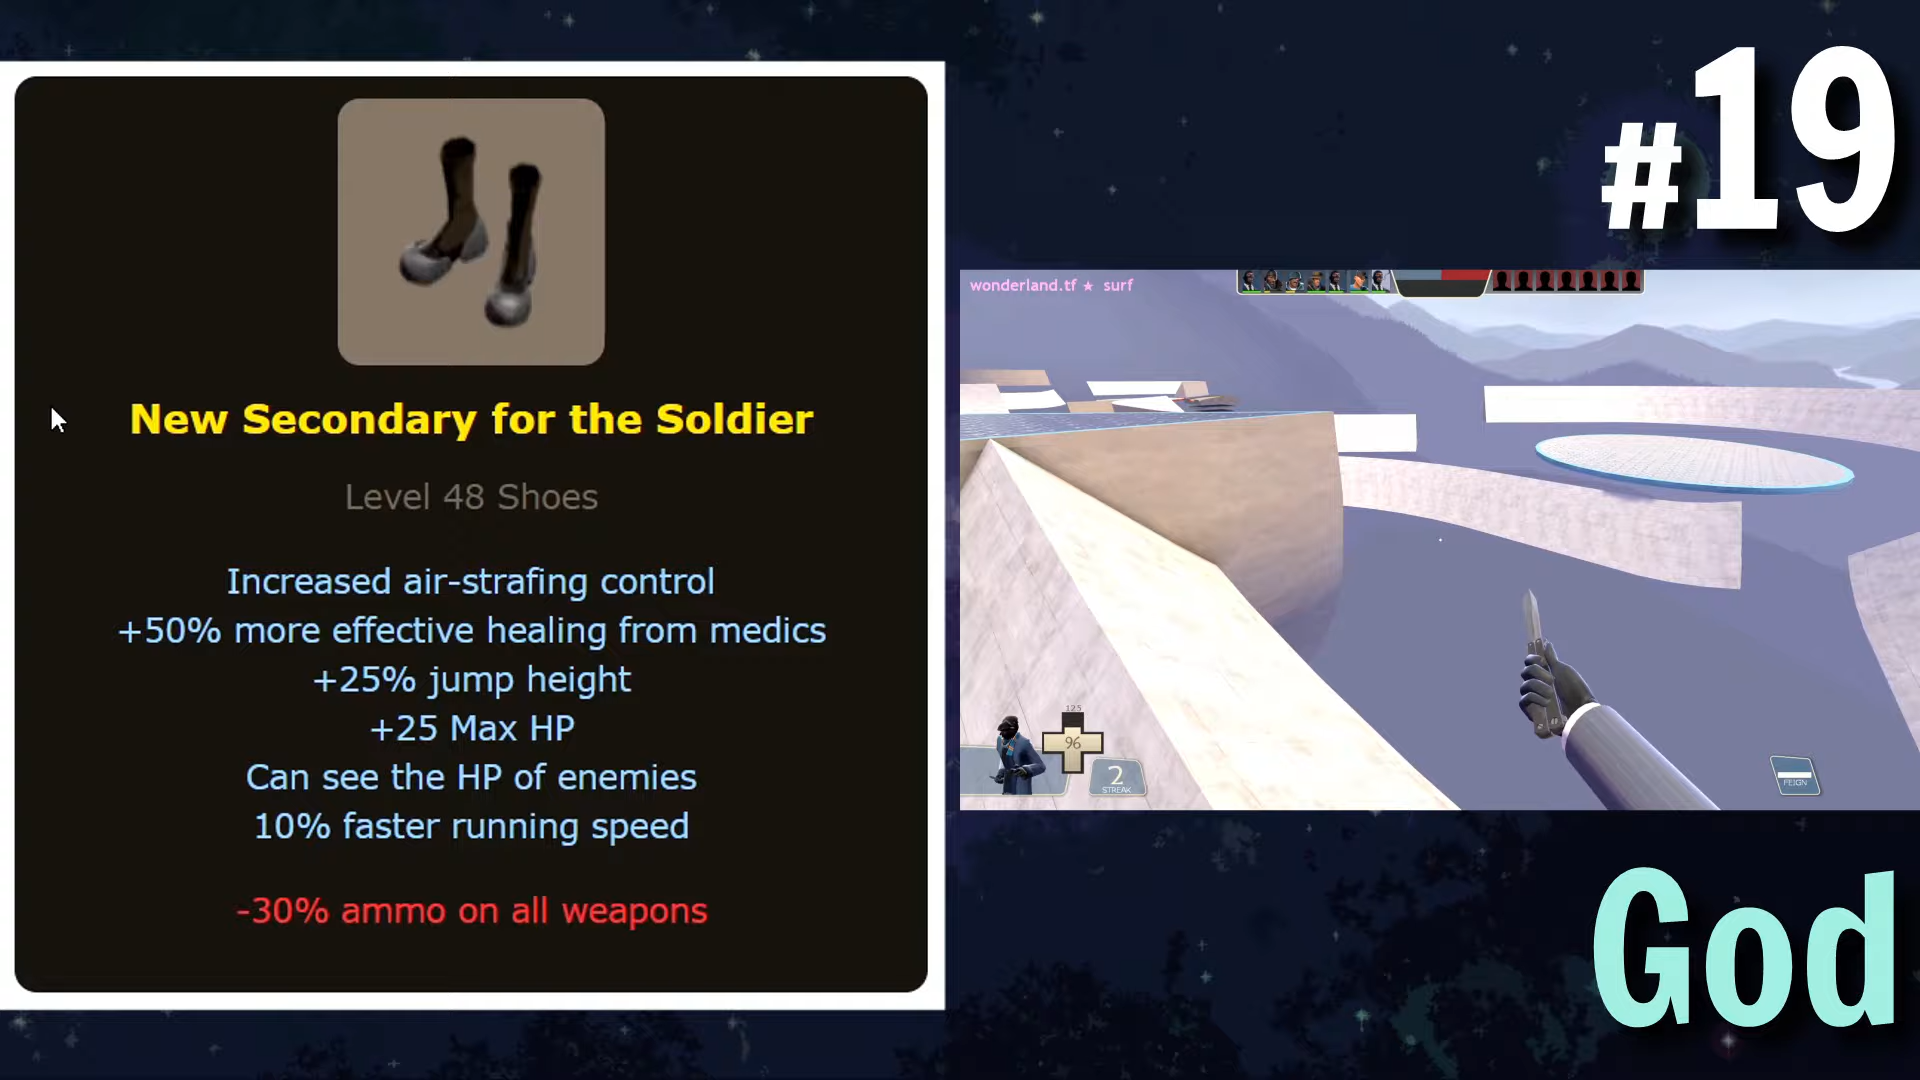 #19
New Secondary for the Soldier
Level 48 Shoes
Increased air-strafing control
+50% more effective healing from medics
+25% jump height
+25 Max HP
Can see the HP of enemies
10% faster running speed
-30% ammo on all weapons
wonderland.tf ★ surf
125
96
2
STREAK
FEIGN
God